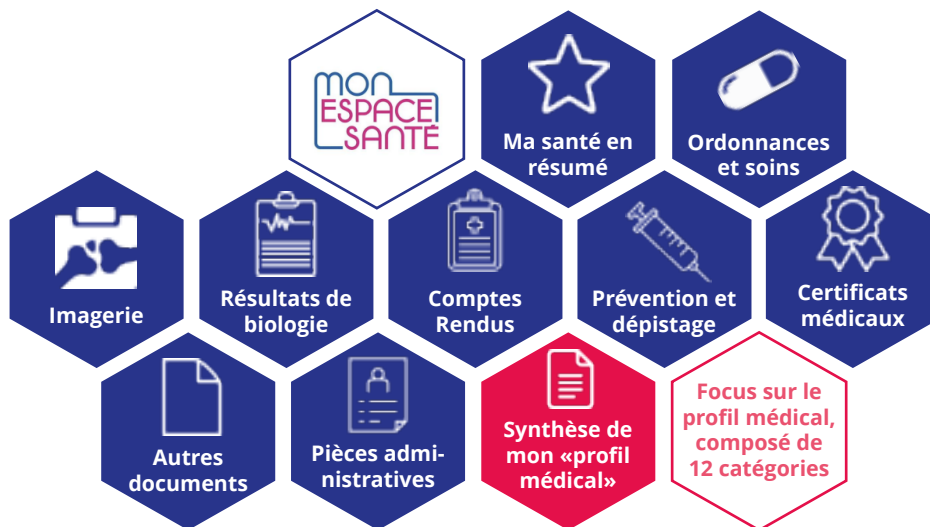 mon
ESPACE
SANTÉ
Ma santé en
résumé
Ordonnances
et soins
Imagerie
Résultats de
biologie
Comptes
Rendus
Prévention et
dépistage
Certificats
médicaux
Autres
documents
Pièces admi-
nistratives
Synthèse de
mon «profil
médical»
Focus sur le
profil médical,
composé de
12 catégories